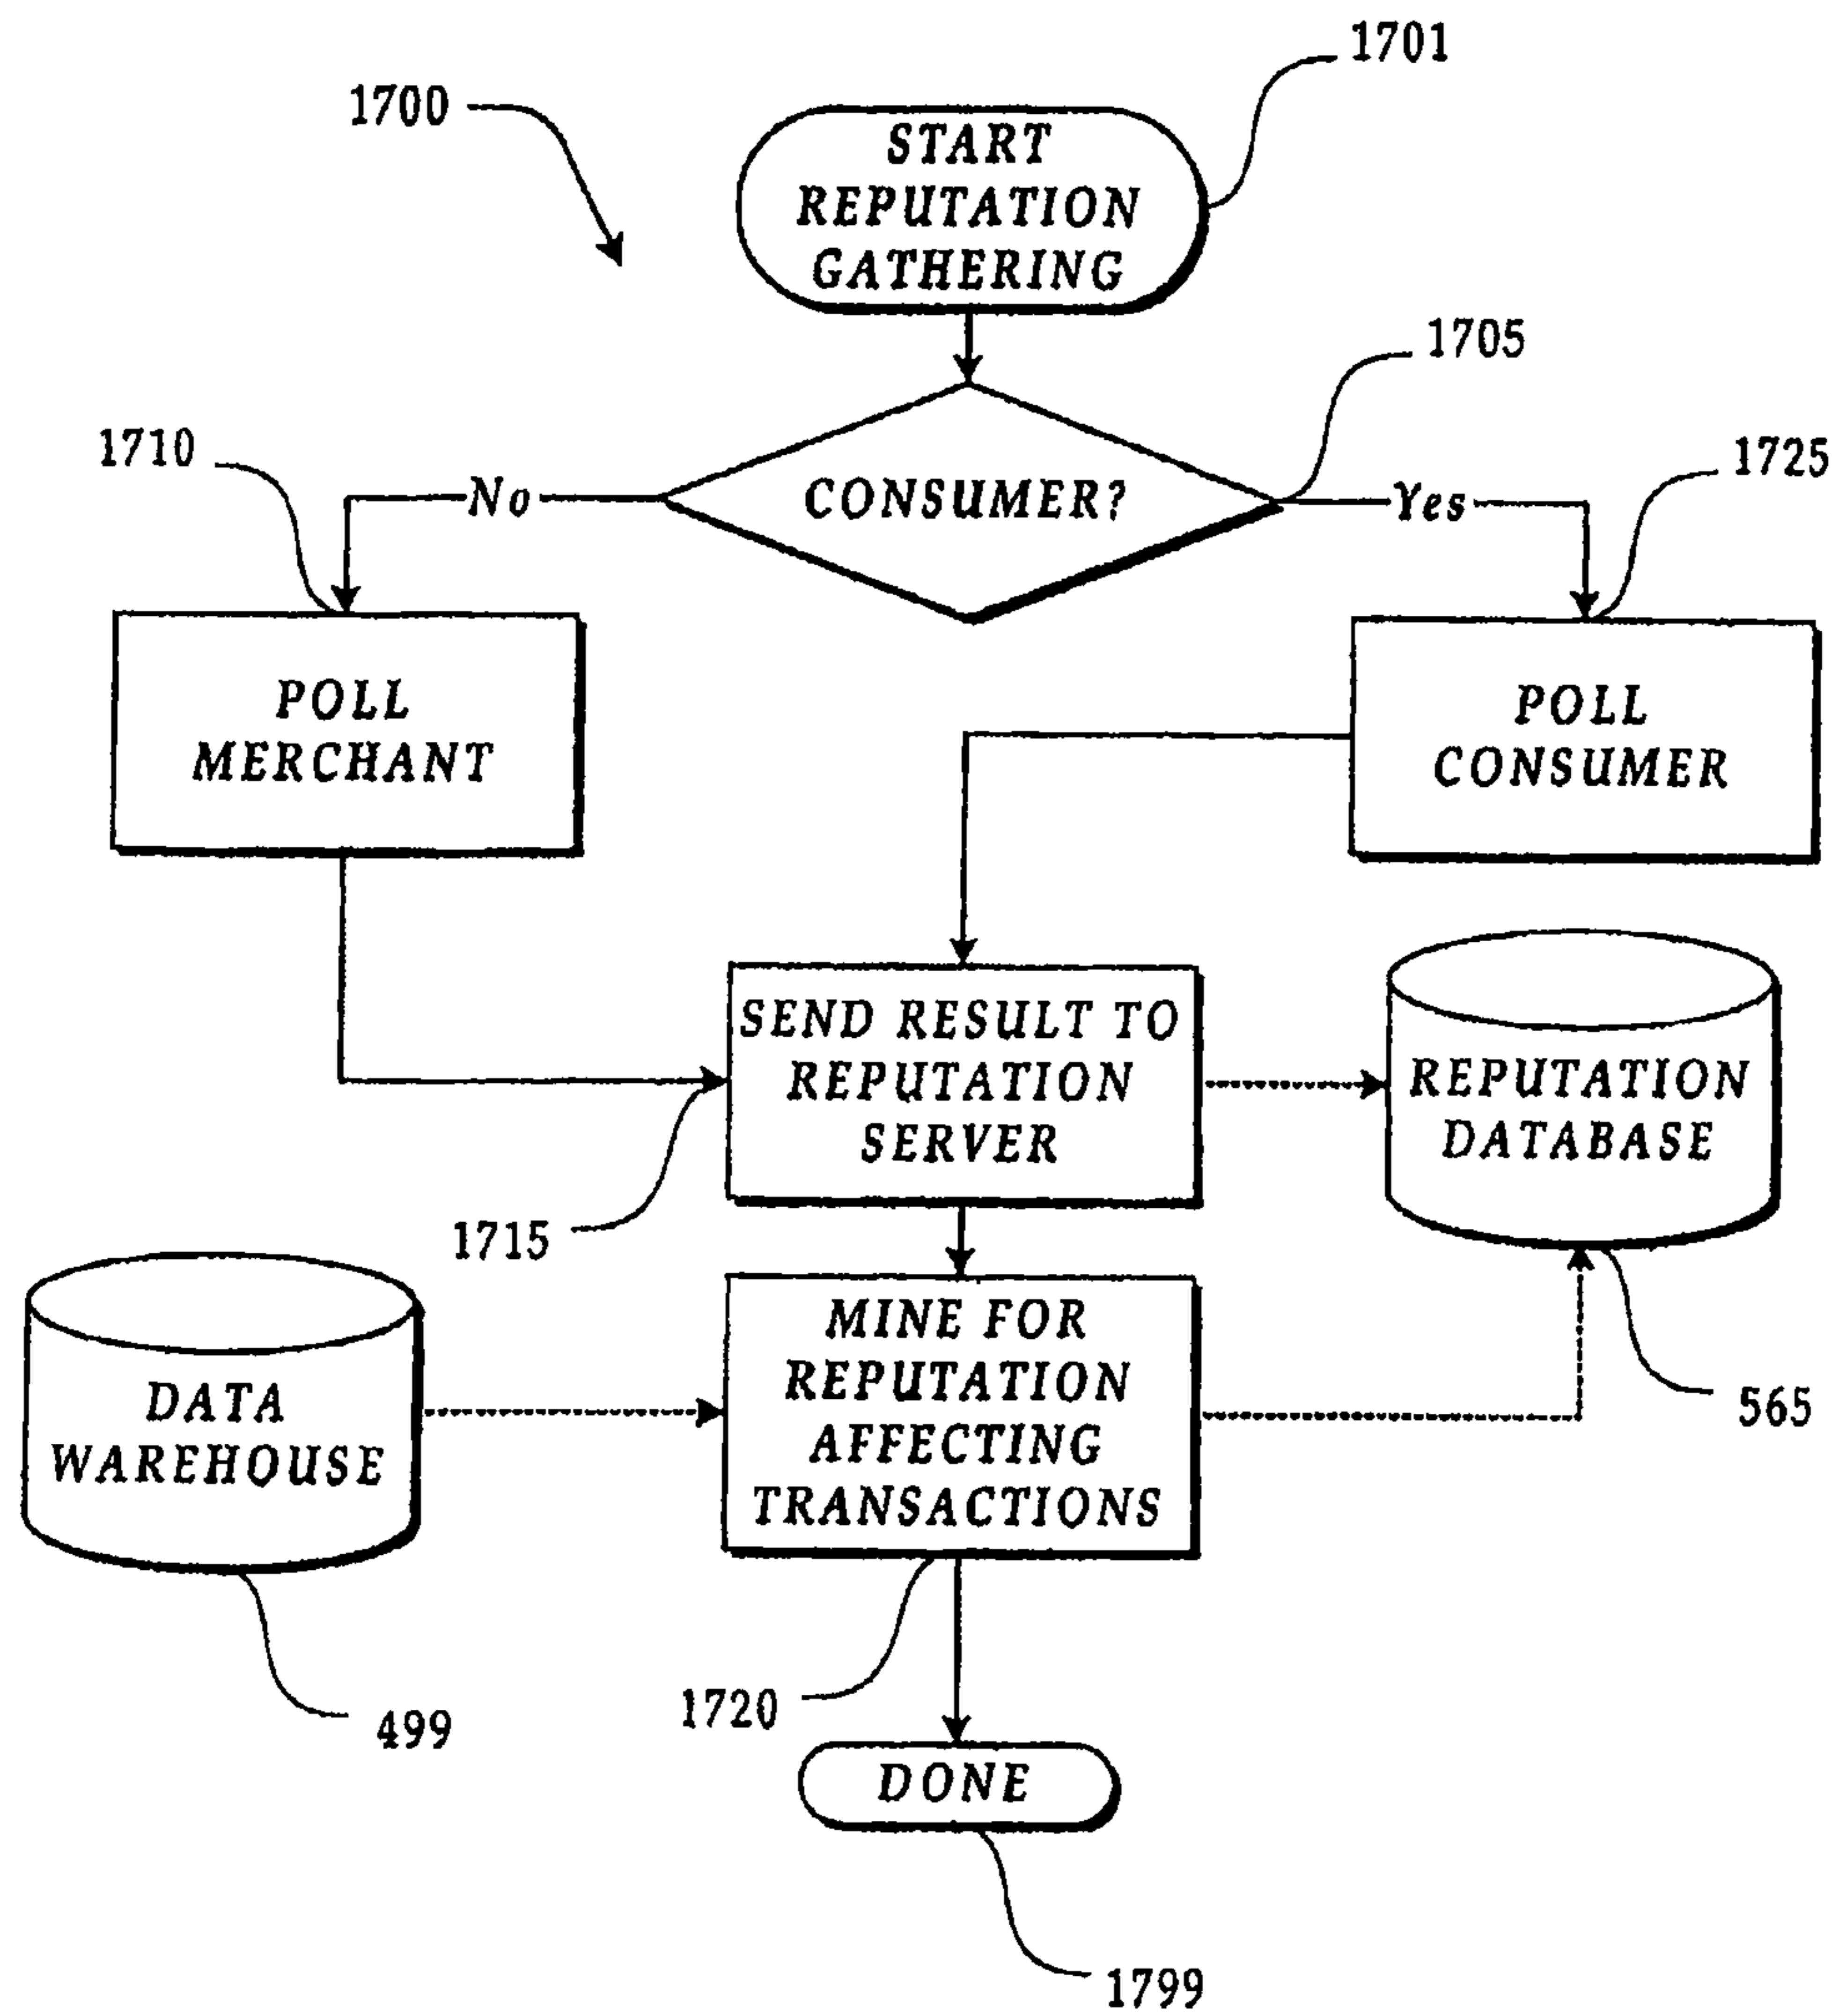 1701
1700
START
REPUTATION
GATHERING
1705
1710
1725
No
CONSUMER?
Yes
POLL
MERCHANT
POLL
CONSUMER
SEND RESULT TO
REPUTATION
SERVER
REPUTATION
DATABASE
1715
MINE FOR
REPUTATION
AFFECTING
TRANSACTIONS
DATA
WAREHOUSE
565
499
1720
DONE
1799